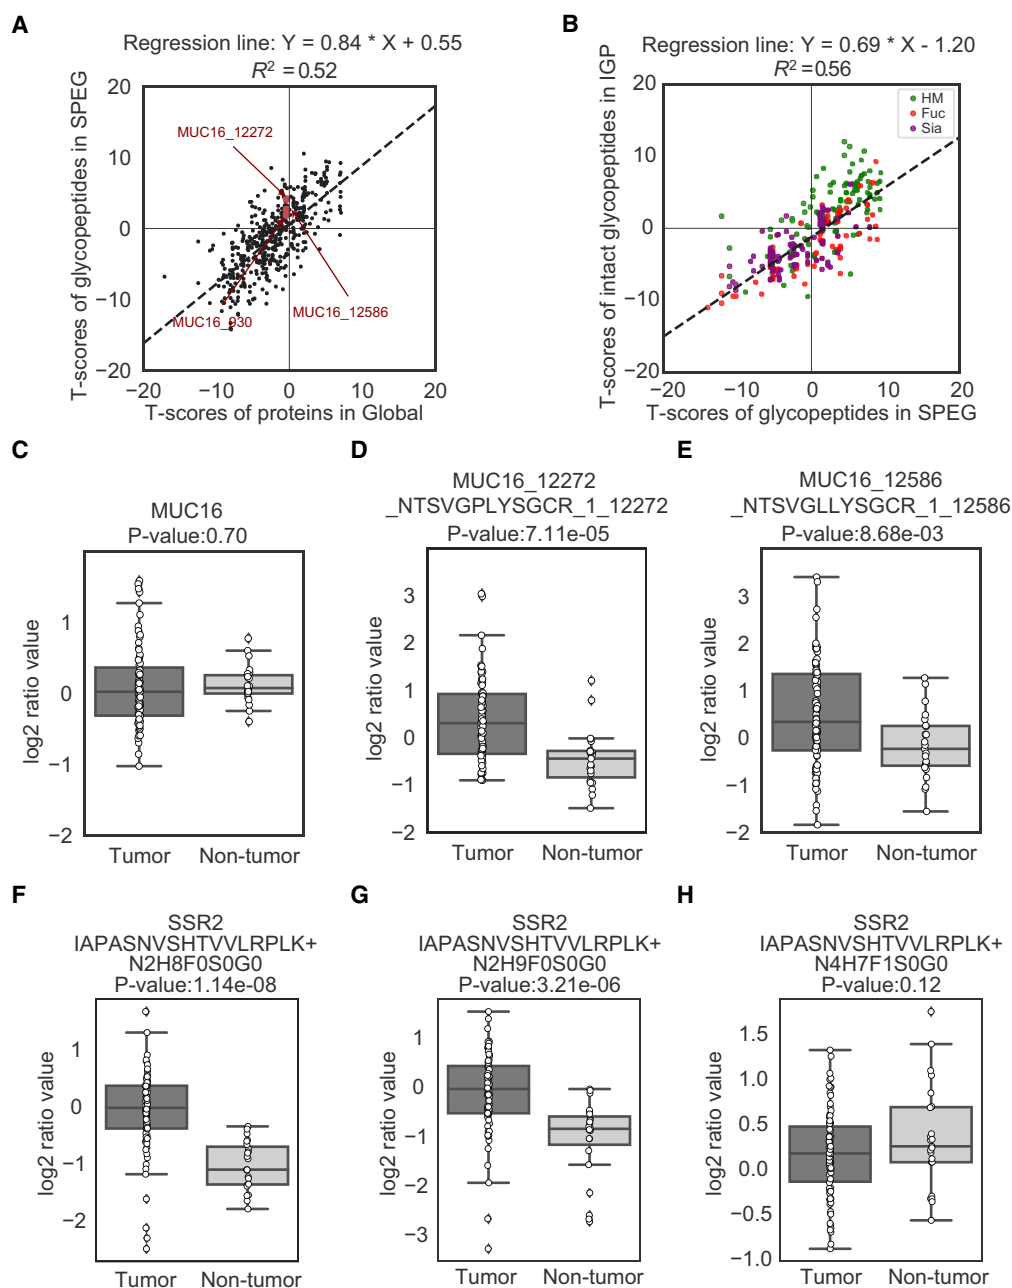 A
Regression line: Y = 0.84 * X + 0.55
R² =0.52
T-scores of glycopeptides in SPEG
20
10
0
−10
−20
MUC16_12272
MUC16_930
MUC16_12586
−20
−10
0
10
20
T-scores of proteins in Global
B
Regression line: Y = 0.69 * X - 1.20
R² =0.56
T-scores of intact glycopeptides in IGP
20
10
0
−10
−20
HM
Fuc
Sia
−20
−10
0
10
20
T-scores of glycopeptides in SPEG
C
MUC16
P-value:0.70
log2 ratio value
1
0
−1
−2
Tumor Non-tumor
D
MUC16_12272
_NTSVGPLYSGCR_1_12272
P-value:7.11e-05
log2 ratio value
3
2
1
0
−1
−2
Tumor Non-tumor
E
MUC16_12586
_NTSVGLLYSGCR_1_12586
P-value:8.68e-03
log2 ratio value
3
2
1
0
−1
−2
Tumor Non-tumor
F
SSR2
IAPASNVSHTVVLRPLK+
N2H8F0S0G0
P-value:1.14e-08
log2 ratio value
1
0
−1
−2
Tumor Non-tumor
G
SSR2
IAPASNVSHTVVLRPLK+
N2H9F0S0G0
P-value:3.21e-06
log2 ratio value
1
0
−1
−2
−3
Tumor Non-tumor
H
SSR2
IAPASNVSHTVVLRPLK+
N4H7F1S0G0
P-value:0.12
log2 ratio value
1.5
1.0
0.5
0.0
−0.5
−1.0
Tumor Non-tumor